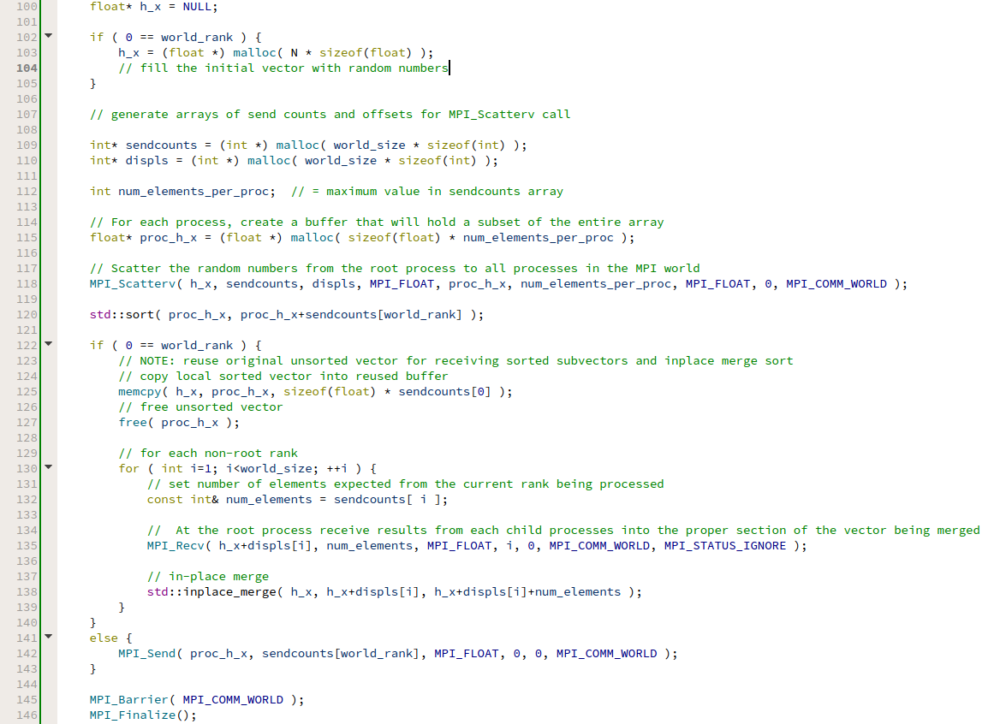 100 float* h_x = NULL;
101
102 if ( 0 == world_rank ) {
103 h_x = (float *) malloc( N * sizeof(float) );
104 // fill the initial vector with random numbers
105 }
106
107 // generate arrays of send counts and offsets for MPI_Scatterv call
108
109 int* sendcounts = (int *) malloc( world_size * sizeof(int) );
110 int* displs = (int *) malloc( world_size * sizeof(int) );
111
112 int num_elements_per_proc;  // = maximum value in sendcounts array
113
114 // For each process, create a buffer that will hold a subset of the entire array
115 float* proc_h_x = (float *) malloc( sizeof(float) * num_elements_per_proc );
116
117 // Scatter the random numbers from the root process to all processes in the MPI world
118 MPI_Scatterv( h_x, sendcounts, displs, MPI_FLOAT, proc_h_x, num_elements_per_proc, MPI_FLOAT, 0, MPI_COMM_WORLD );
119
120 std::sort( proc_h_x, proc_h_x+sendcounts[world_rank] );
121
122 if ( 0 == world_rank ) {
123 // NOTE: reuse original unsorted vector for receiving sorted subvectors and inplace merge sort
124 // copy local sorted vector into reused buffer
125 memcpy( h_x, proc_h_x, sizeof(float) * sendcounts[0] );
126 // free unsorted vector
127 free( proc_h_x );
128
129 // for each non-root rank
130 for ( int i=1; i<world_size; ++i ) {
131 // set number of elements expected from the current rank being processed
132 const int& num_elements = sendcounts[ i ];
133
134 //  At the root process receive results from each child processes into the proper section of the vector being merged
135 MPI_Recv( h_x+displs[i], num_elements, MPI_FLOAT, i, 0, MPI_COMM_WORLD, MPI_STATUS_IGNORE );
136
137 // in-place merge
138 std::inplace_merge( h_x, h_x+displs[i], h_x+displs[i]+num_elements );
139 }
140 }
141 else {
142 MPI_Send( proc_h_x, sendcounts[world_rank], MPI_FLOAT, 0, 0, MPI_COMM_WORLD );
143 }
144
145 MPI_Barrier( MPI_COMM_WORLD );
146 MPI_Finalize();